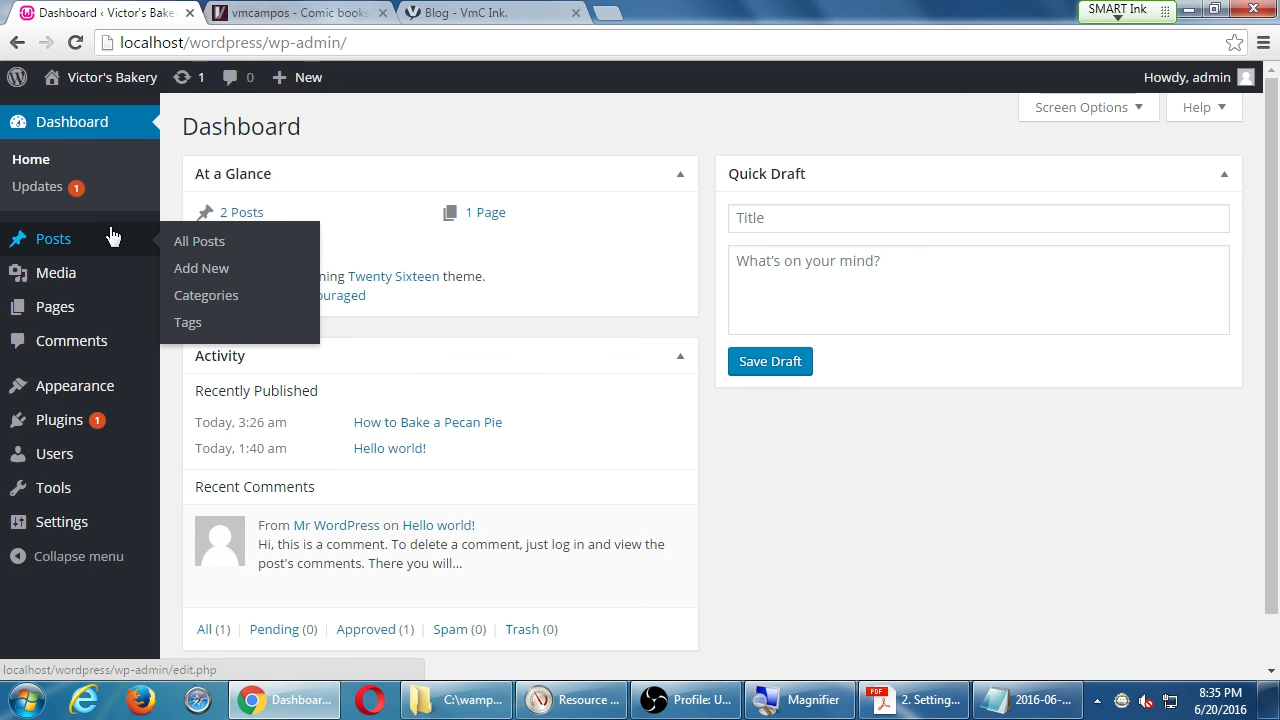 Dashboard ‹ Victor's Bake
vmcampos - Comic books
Blog - VmC Ink.
SMART Ink
localhost/wordpress/wp-admin/
Victor's Bakery
1
0
New
Howdy, admin
Dashboard
Home
Updates 1
Posts
Media
Pages
Comments
Appearance
Plugins 1
Users
Tools
Settings
Collapse menu
All Posts
Add New
Categories
Tags
Screen Options
Help
Dashboard
At a Glance
2 Posts
1 Page
ning Twenty Sixteen theme.
ouraged
Activity
Recently Published
Today, 3:26 am How to Bake a Pecan Pie
Today, 1:40 am Hello world!
Recent Comments
From Mr WordPress on Hello world!
Hi, this is a comment. To delete a comment, just log in and view the
post's comments. There you will...
All (1) | Pending (0) | Approved (1) | Spam (0) | Trash (0)
Quick Draft
Title
What's on your mind?
Save Draft
localhost/wordpress/wp-admin/edit.php
Dashboar...
C:\wamp...
Resource ...
Profile: U...
Magnifier
PDF
2. Setting...
2016-06-...
8:35 PM
6/20/2016